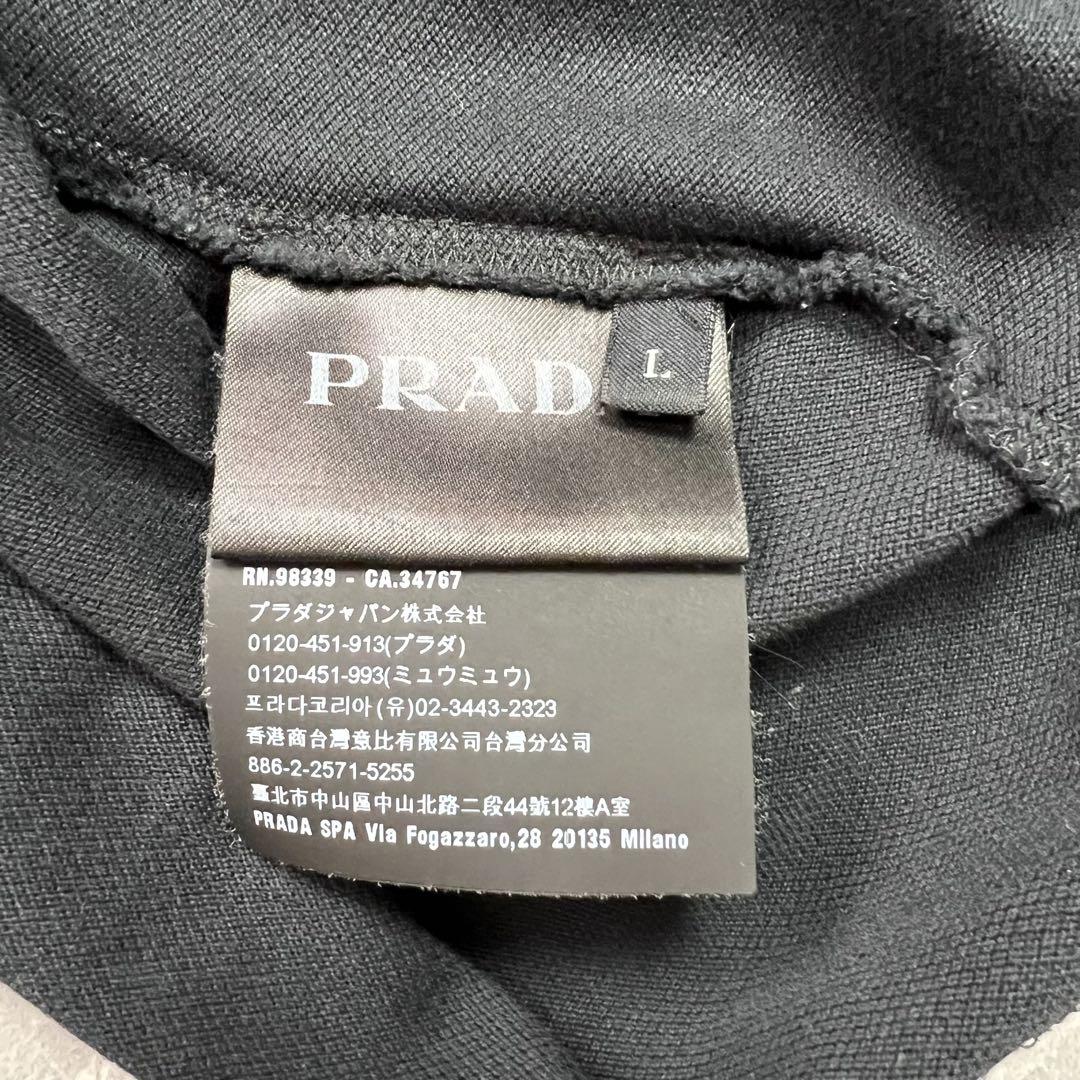 PRAD
L
RN.98339 - CA.34767
プラダジャパン株式会社
0120-451-913(プラダ)
0120-451-993(ミュウミュウ)
프라다코리아(유)02-3443-2323
香港商台灣意比有限公司台灣分公司
886-2-2571-5255
臺北市中山區中山北路二段44號12樓A室
PRADA SPA Via Fogazzaro,28 20135 Milano